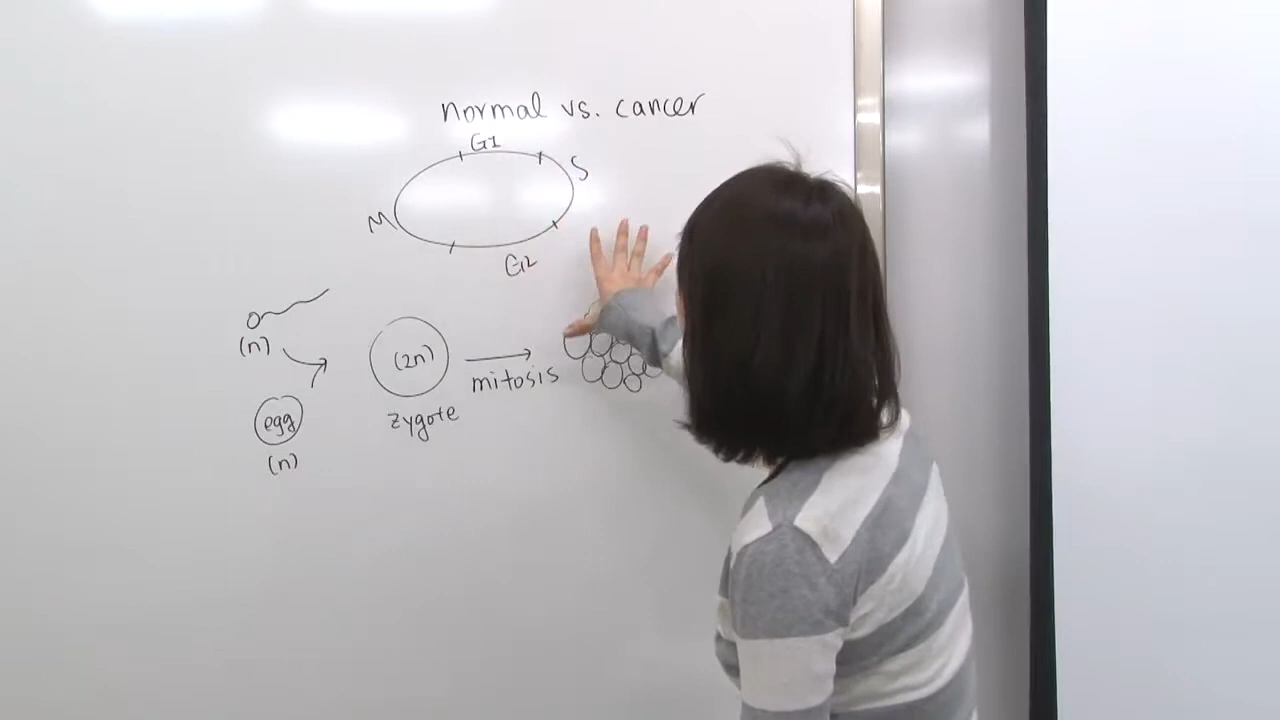 normal vs. cancer
G1
S
M
G2
(n)
(2n)
mitosis
zygote
egg
(n)